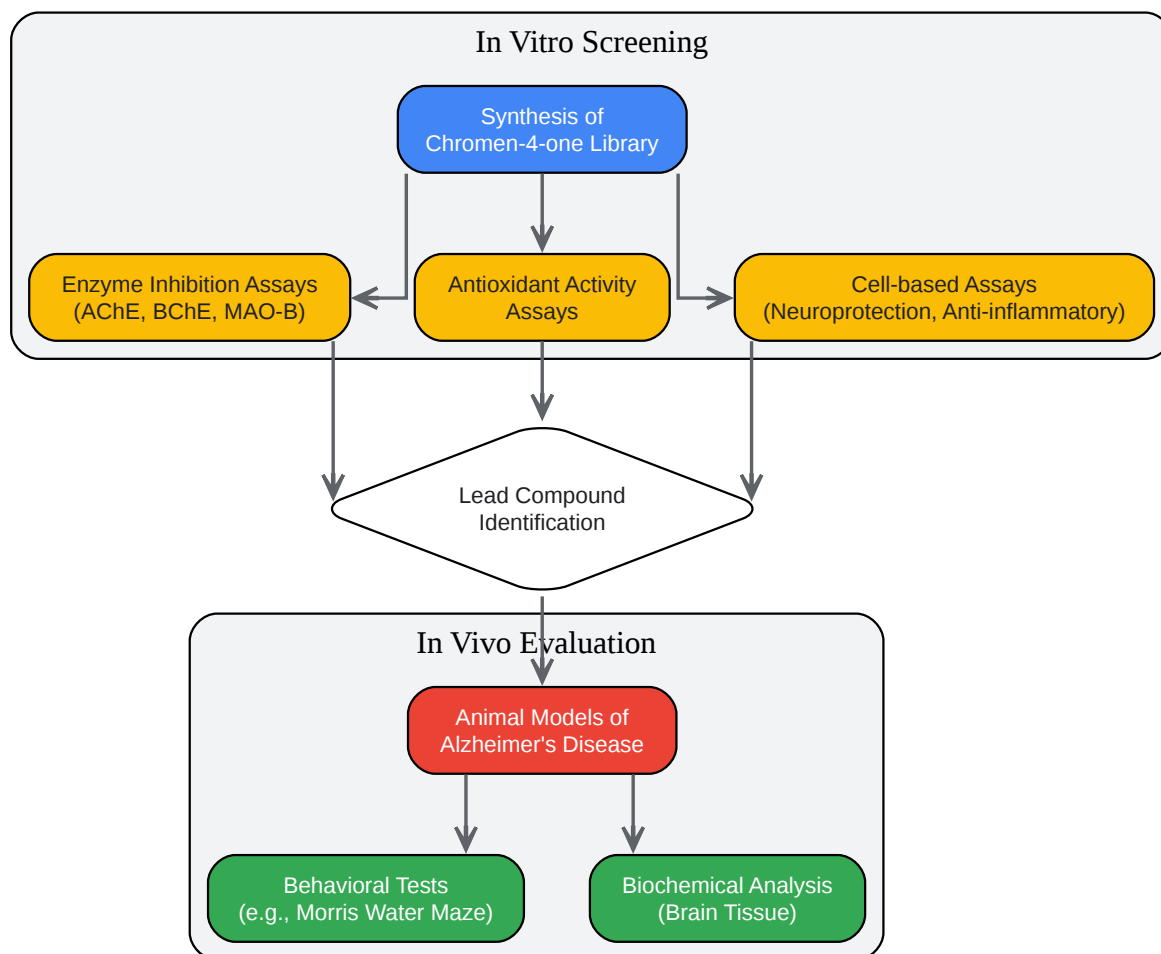 In Vitro Screening
Synthesis of
Chromen-4-one Library
Enzyme Inhibition Assays
(AChE, BChE, MAO-B)
Antioxidant Activity
Assays
Cell-based Assays
(Neuroprotection, Anti-inflammatory)
Lead Compound
Identification
In Vivo Evaluation
Animal Models of
Alzheimer's Disease
Behavioral Tests
(e.g., Morris Water Maze)
Biochemical Analysis
(Brain Tissue)